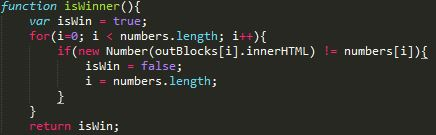 function isWinner(){
    var isWin = true;
    for(i=0; i < numbers.length; i++){
        if(new Number(outBlocks[i].innerHTML) != numbers[i]){
            isWin = false;
            i = numbers.length;
        }
    }
    return isWin;